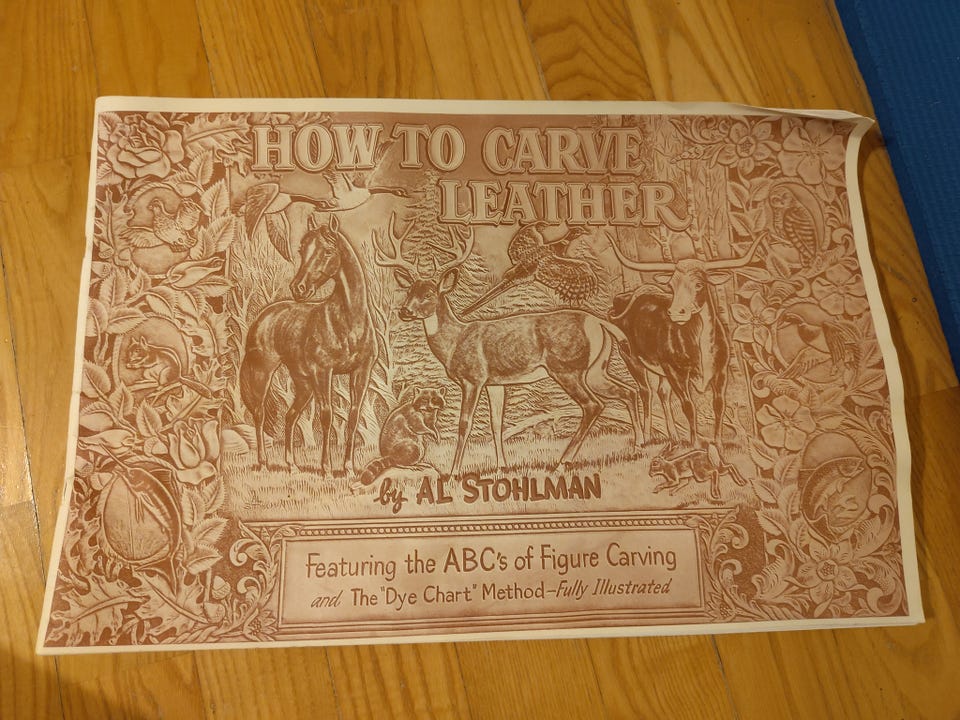 HOW TO CARVE
LEATHER
by AL STOHLMAN
Featuring the ABC's of Figure Carving
and The "Dye Chart" Method—Fully Illustrated